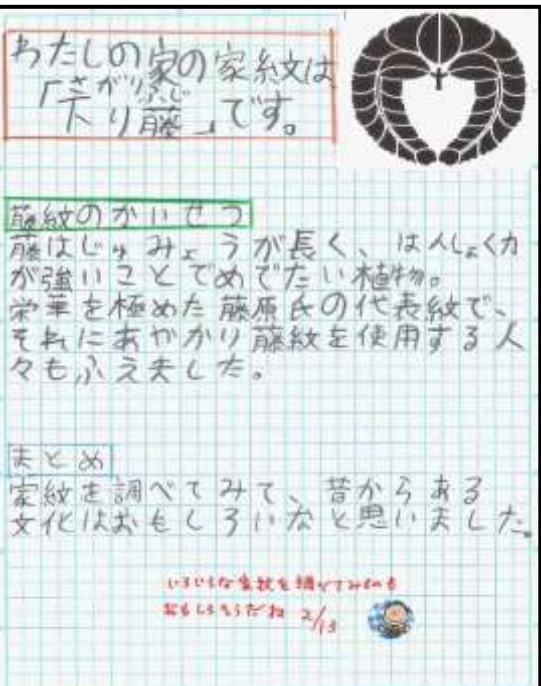 わたしの家の家紋は
「下がりふじ下り藤」です。
藤紋のかいせつ
藤はじゅみょうが長く、はんしょく力
が強いことでめでたい植物。
栄華を極めた藤原氏の代表紋で、
それにあやかり藤紋を使用する人
々もふえました。
まとめ
家紋を調べてみて、昔からある
文化はおもしろいなと思いました。
いろいろな家紋を調べてみるのも
おもしろそうだね 2/13